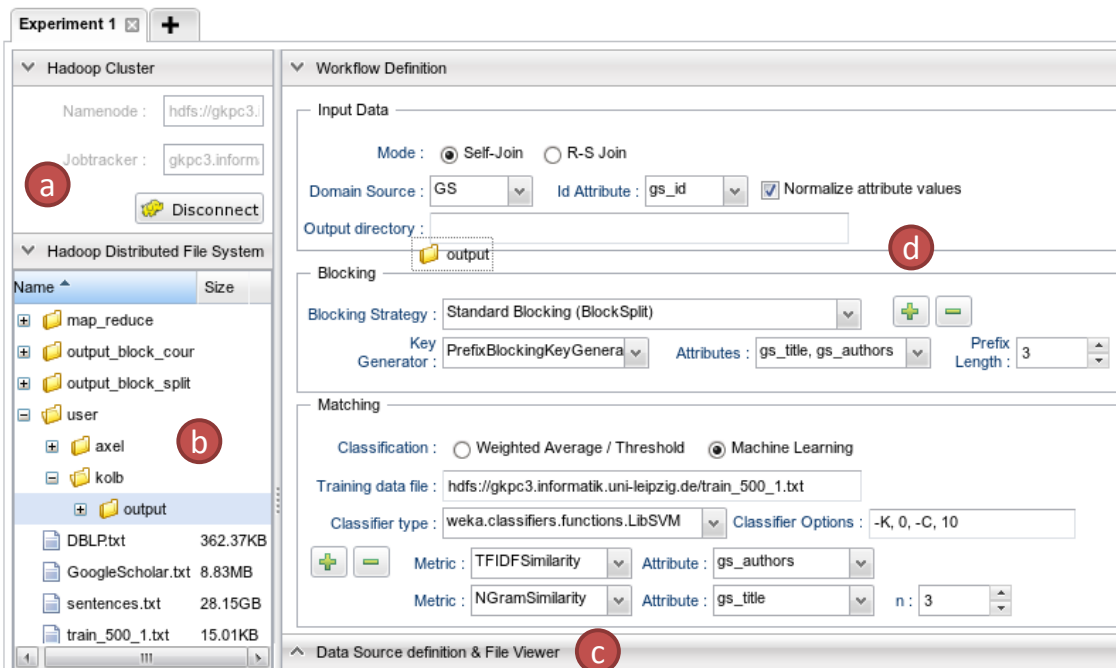 Experiment 1
Hadoop Cluster
Namenode : hdfs://gkpc3.
Jobtracker : gkpc3.inform
a
Disconnect
Hadoop Distributed File System
Name Size
map_reduce
output_block_cour
output_block_split
user
axel
b
kolb
output
DBLP.txt 362.37KB
GoogleScholar.txt 8.83MB
sentences.txt 28.15GB
train_500_1.txt 15.01KB
Workflow Definition
Input Data
Mode : Self-Join R-S Join
Domain Source : GS Id Attribute : gs_id Normalize attribute values
Output directory :
output
d
Blocking
Blocking Strategy : Standard Blocking (BlockSplit)
Key Generator : PrefixBlockingKeyGenera Attributes : gs_title, gs_authors Prefix Length : 3
Matching
Classification : Weighted Average / Threshold Machine Learning
Training data file : hdfs://gkpc3.informatik.uni-leipzig.de/train_500_1.txt
Classifier type : weka.classifiers.functions.LibSVM Classifier Options : -K, 0, -C, 10
Metric : TFIDFSimilarity Attribute : gs_authors
Metric : NGramSimilarity Attribute : gs_title n : 3
Data Source definition & File Viewer
c